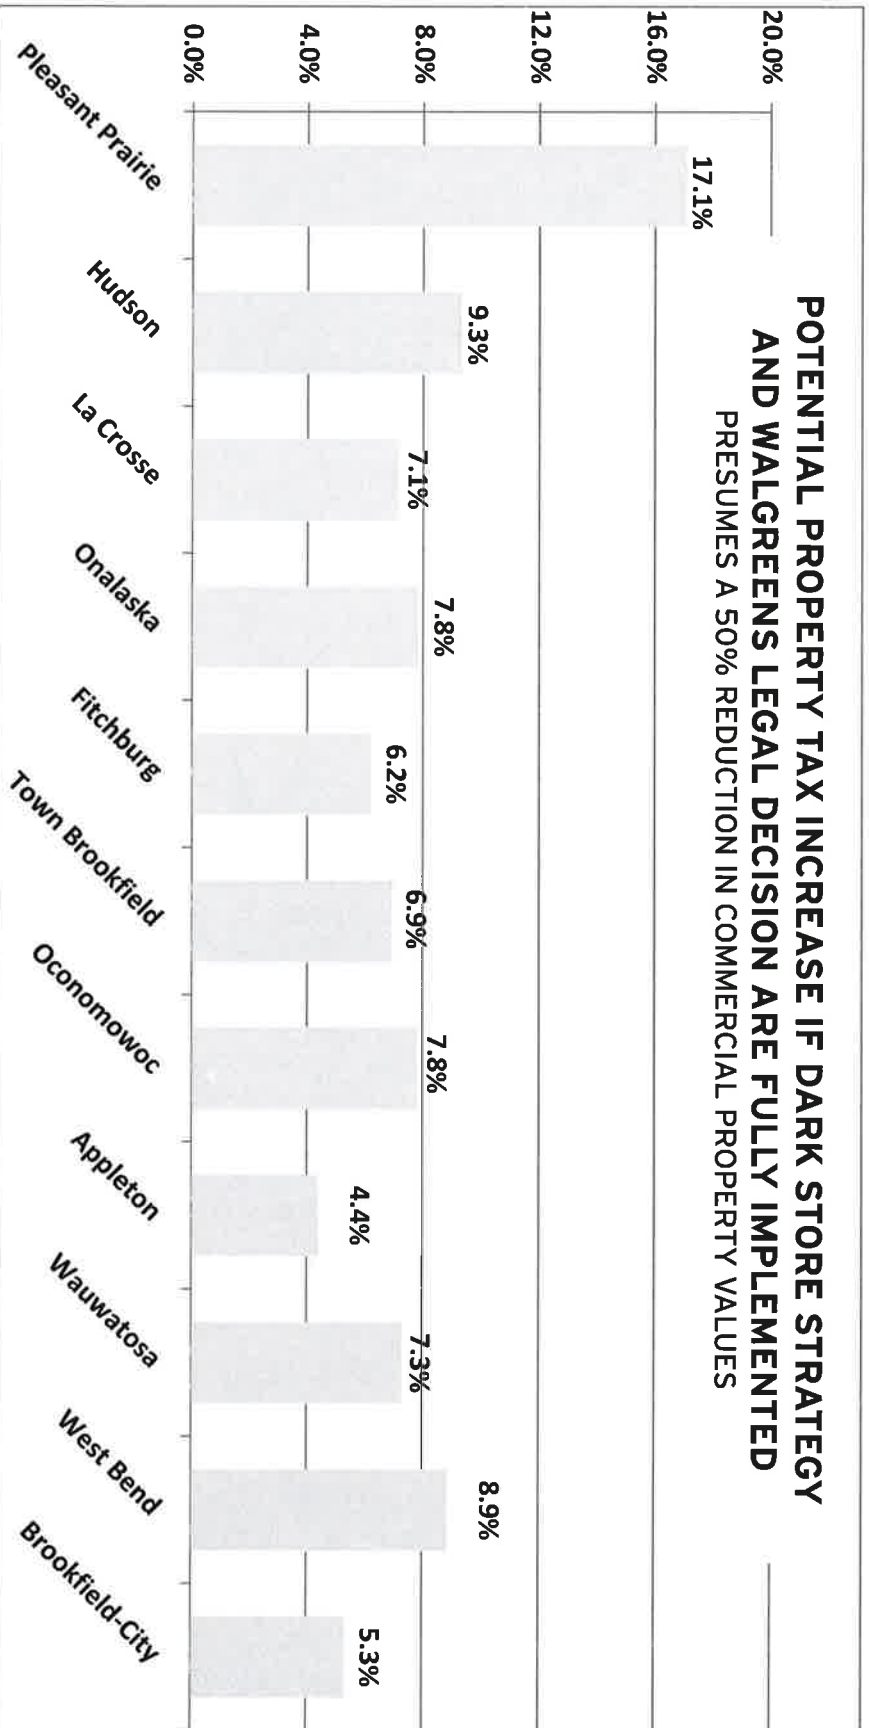 POTENTIAL PROPERTY TAX INCREASE IF DARK STORE STRATEGY
AND WALGREENS LEGAL DECISION ARE FULLY IMPLEMENTED
PRESUMES A 50% REDUCTION IN COMMERCIAL PROPERTY VALUES
20.0%
16.0%
12.0%
8.0%
4.0%
0.0%
17.1%
9.3%
7.1%
7.8%
6.2%
6.9%
7.8%
4.4%
7.3%
8.9%
5.3%
Pleasant Prairie
Hudson
La Crosse
Onalaska
Fitchburg
Town Brookfield
Oconomowoc
Appleton
Wauwatosa
West Bend
Brookfield-City